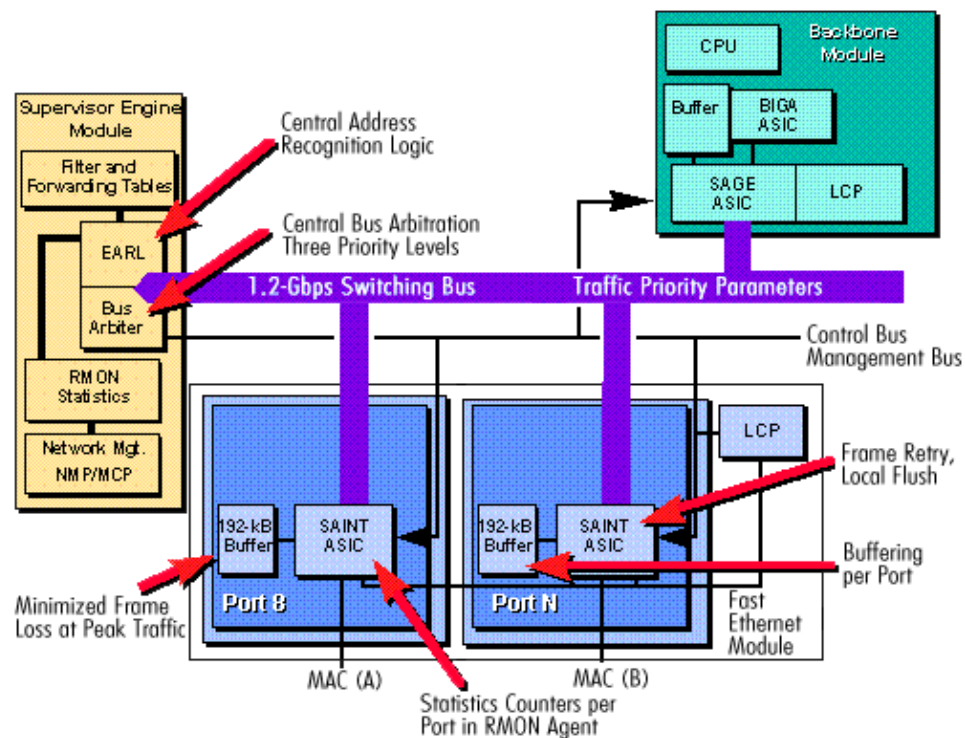 Backbone
Module
CPU
Buffer
BIGA
ASIC
SAGE
ASIC
LCP
Supervisor Engine
Module
Filter and
Forwarding Tables
EARL
Bus
Arbiter
RMON
Statistics
Network Mgt.
NMP/MCP
Central Address
Recognition Logic
Central Bus Arbitration
Three Priority Levels
1.2-Gbps Switching Bus
Traffic Priority Parameters
Control Bus
Management Bus
LCP
Frame Retry,
Local Flush
192-kB
Buffer
SAINT
ASIC
Port 8
192-kB
Buffer
SAINT
ASIC
Port N
Buffering
per Port
Minimized Frame
Loss at Peak Traffic
Fast
Ethernet
Module
MAC (A)
MAC (B)
Statistics Counters per
Port in RMON Agent